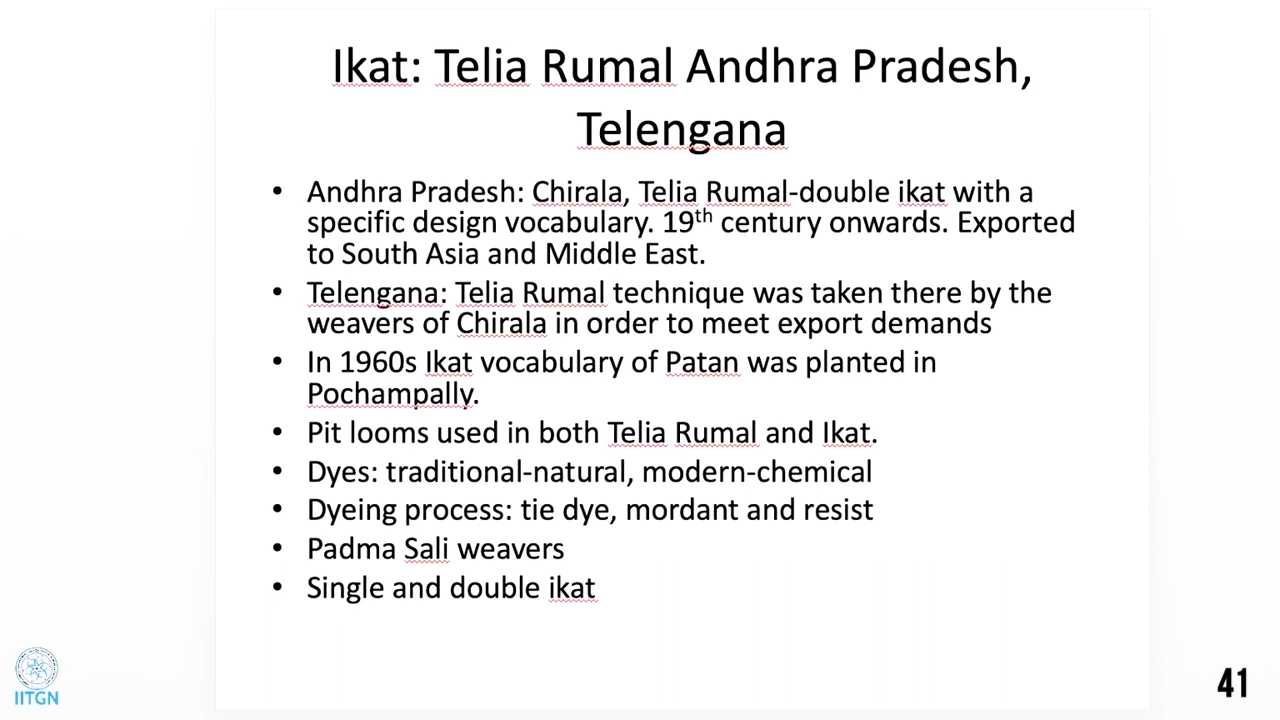 Ikat: Telia Rumal Andhra Pradesh,
Telengana
• Andhra Pradesh: Chirala, Telia Rumal-double ikat with a
specific design vocabulary. 19th century onwards. Exported
to South Asia and Middle East.
• Telengana: Telia Rumal technique was taken there by the
weavers of Chirala in order to meet export demands
• In 1960s Ikat vocabulary of Patan was planted in
Pochampally.
• Pit looms used in both Telia Rumal and Ikat.
• Dyes: traditional-natural, modern-chemical
• Dyeing process: tie dye, mordant and resist
• Padma Sali weavers
• Single and double ikat
IITGN
41